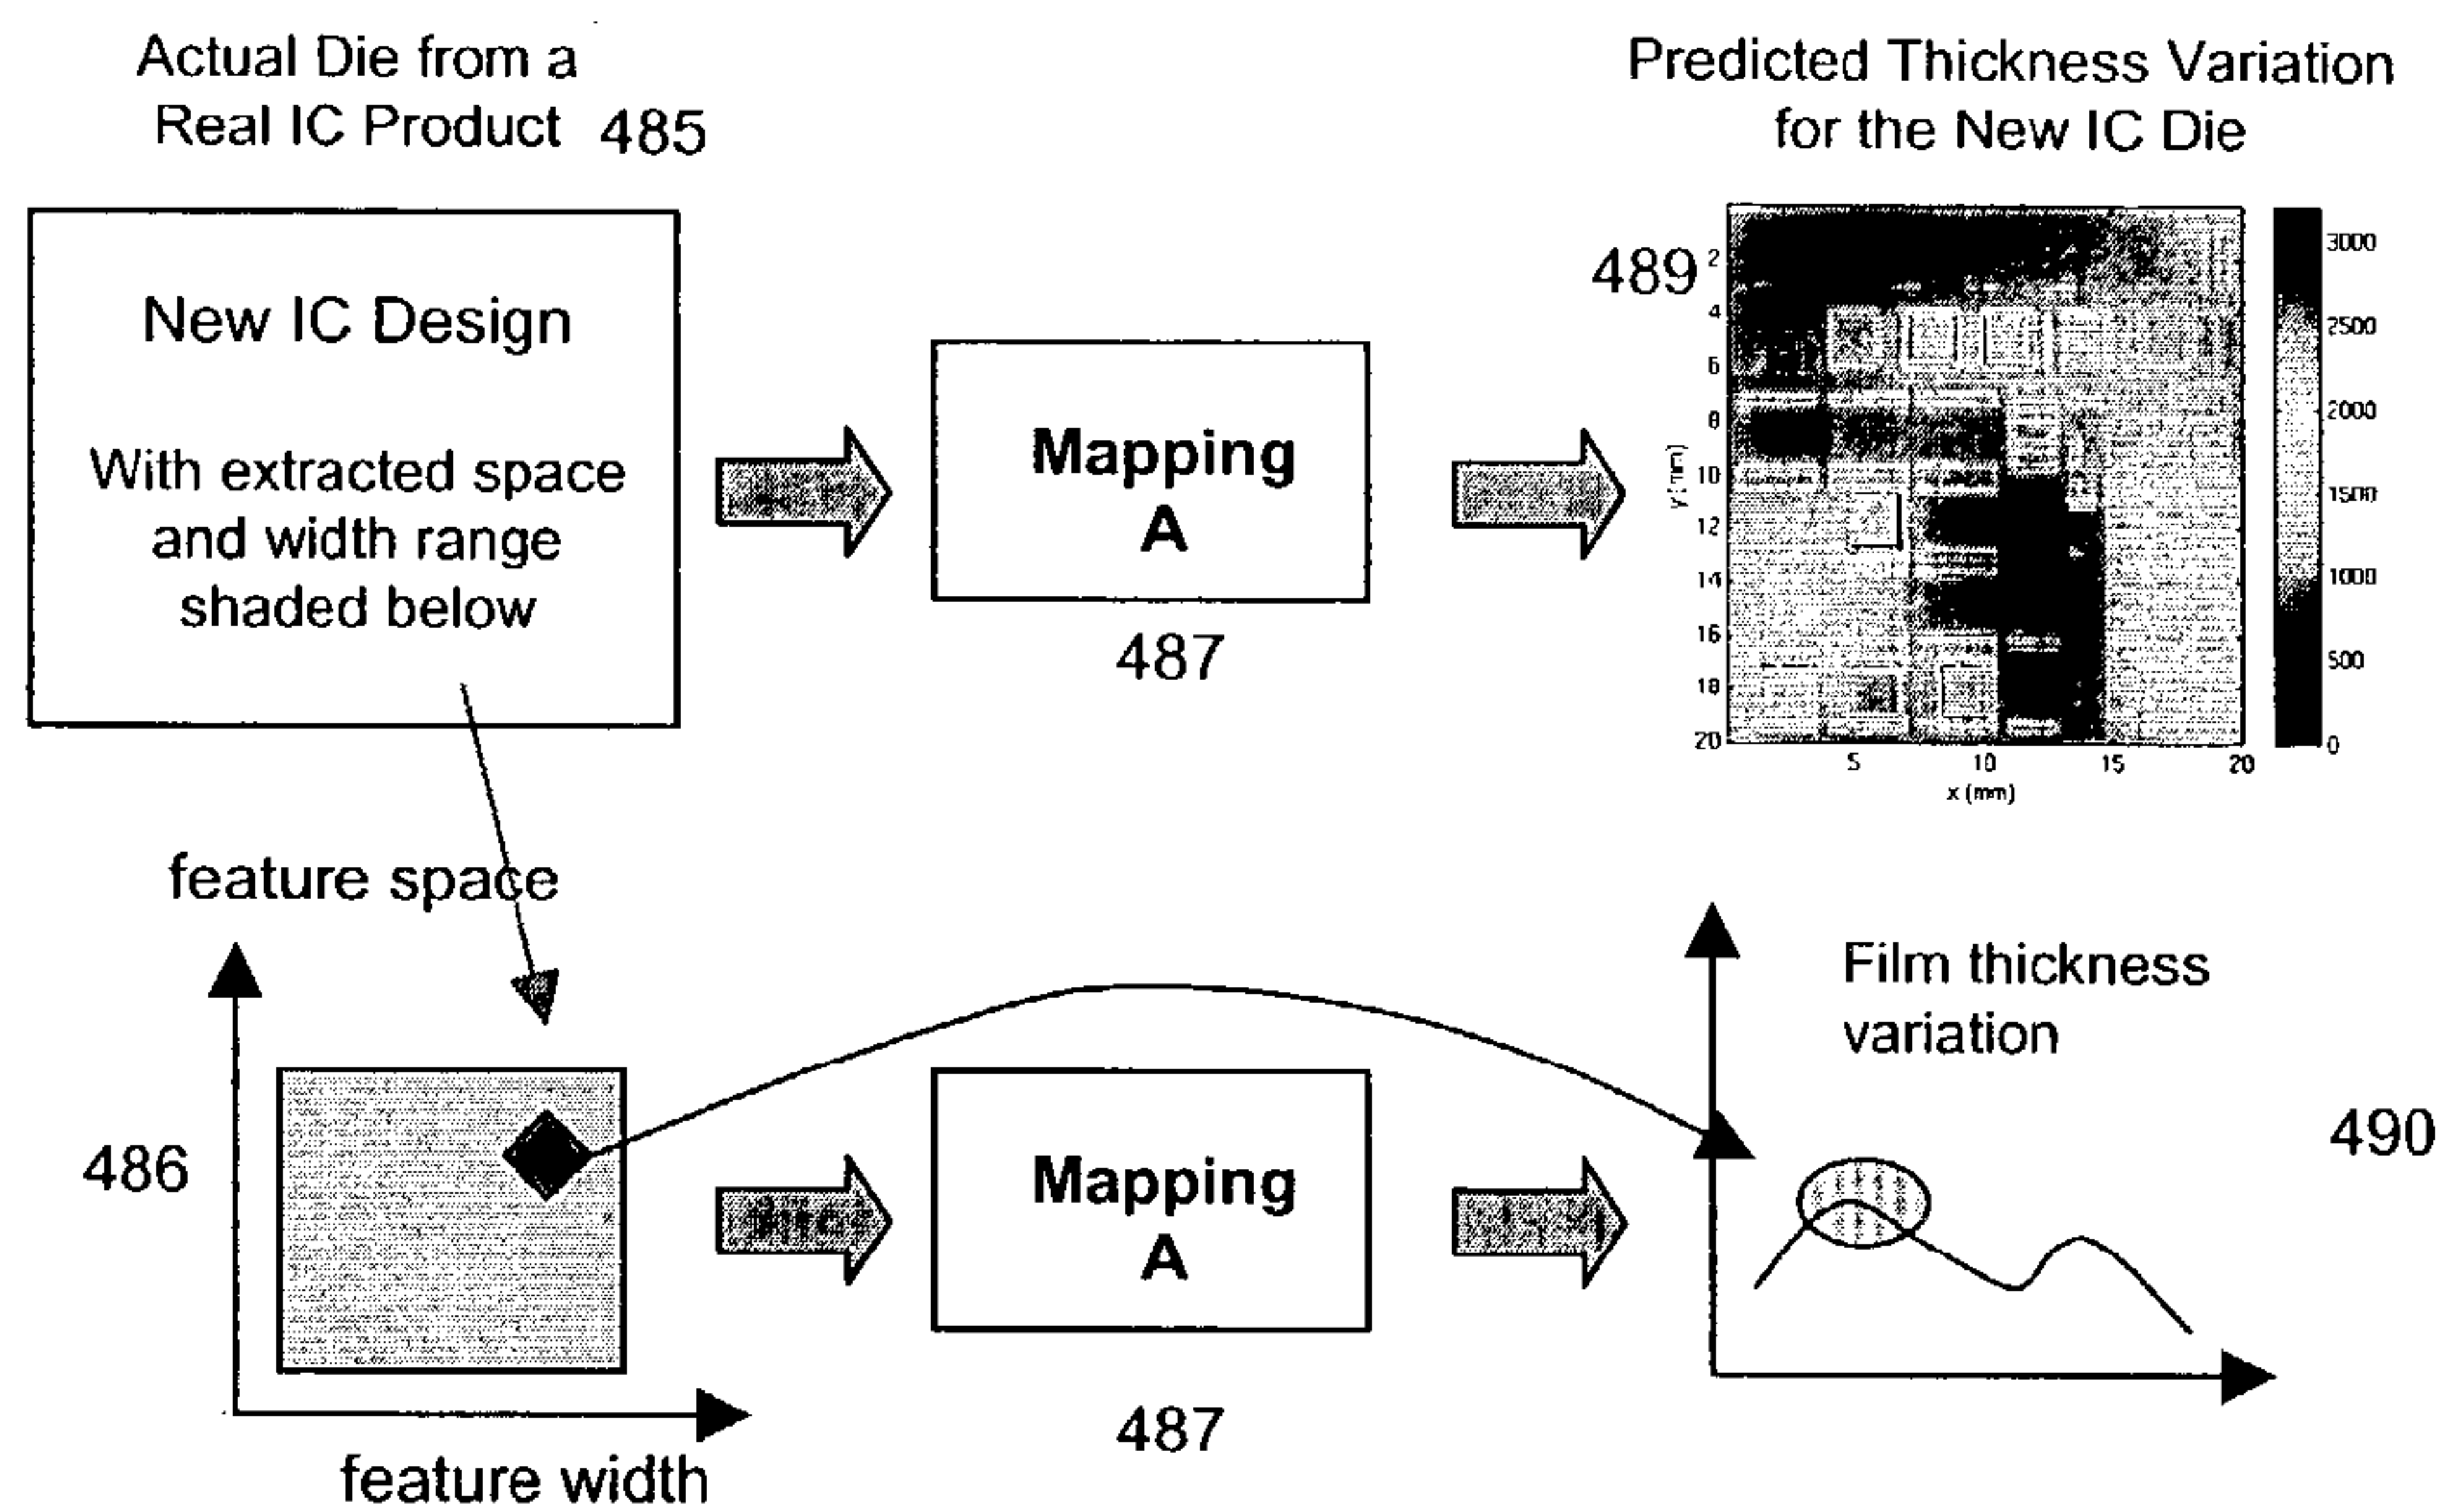 Actual Die from a
Real IC Product 485
Predicted Thickness Variation
for the New IC Die
New IC Design
With extracted space
and width range
shaded below
Mapping
A
487
489
2
4
6
8
10
12
14
16
18
20
y (mm)
5
10
15
20
x (mm)
3000
2500
2000
1500
1000
500
0
feature space
486
feature width
Mapping
A
487
Film thickness
variation
490